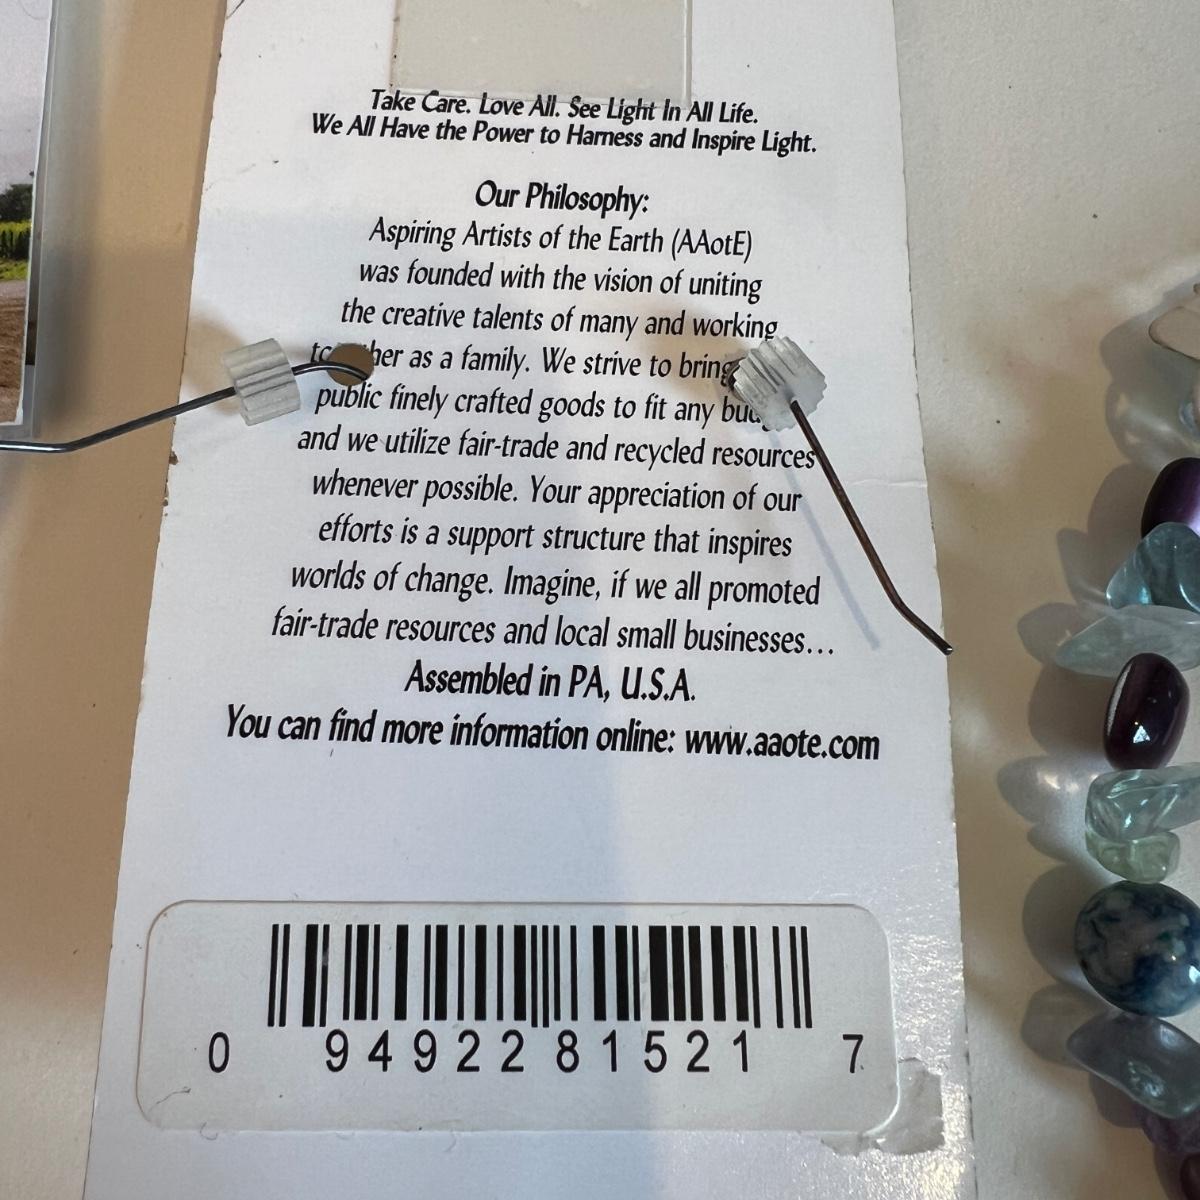 Take Care. Love All. See Light In All Life.
We All Have the Power to Harness and Inspire Light.
Our Philosophy:
Aspiring Artists of the Earth (AAotE)
was founded with the vision of uniting
the creative talents of many and working
as a family. We strive to bring
public finely crafted goods to fit any
and we utilize fair-trade and recycled resources
whenever possible. Your appreciation of our
efforts is a support structure that inspires
worlds of change. Imagine, if we all promoted
fair-trade resources and local small businesses...
Assembled in PA, U.S.A.
You can find more information online: www.aaote.com
0 94922 81521 7